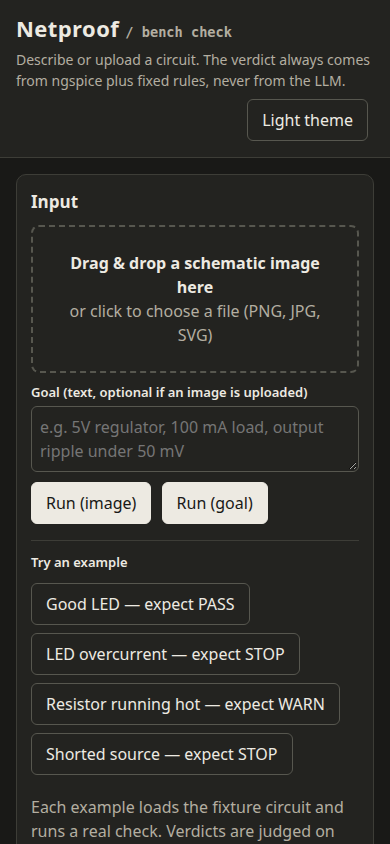 Netproof / bench check
Describe or upload a circuit. The verdict always comes
from ngspice plus fixed rules, never from the LLM.
Light theme
Input
Drag & drop a schematic image
here
or click to choose a file (PNG, JPG,
SVG)
Goal (text, optional if an image is uploaded)
e.g. 5V regulator, 100 mA load, output
ripple under 50 mV
Run (image)
Run (goal)
Try an example
Good LED — expect PASS
LED overcurrent — expect STOP
Resistor running hot — expect WARN
Shorted source — expect STOP
Each example loads the fixture circuit and
runs a real check. Verdicts are judged on